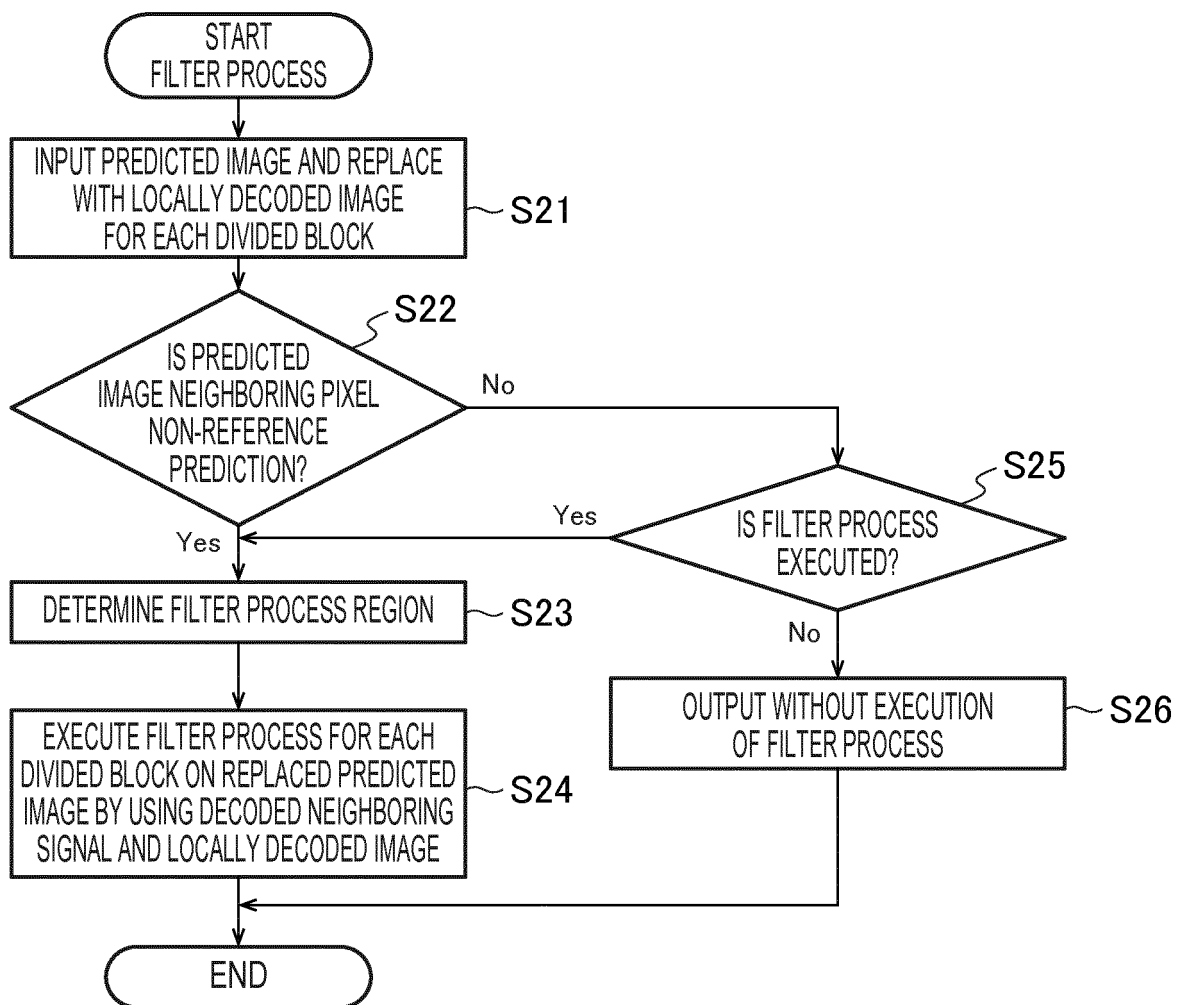 START
FILTER PROCESS
INPUT PREDICTED IMAGE AND REPLACE
WITH LOCALLY DECODED IMAGE
FOR EACH DIVIDED BLOCK
S21
S22
IS PREDICTED
IMAGE NEIGHBORING PIXEL
NON-REFERENCE
PREDICTION?
No
Yes
S25
IS FILTER PROCESS
EXECUTED?
Yes
No
DETERMINE FILTER PROCESS REGION
S23
EXECUTE FILTER PROCESS FOR EACH
DIVIDED BLOCK ON REPLACED PREDICTED
IMAGE BY USING DECODED NEIGHBORING
SIGNAL AND LOCALLY DECODED IMAGE
S24
OUTPUT WITHOUT EXECUTION
OF FILTER PROCESS
S26
END